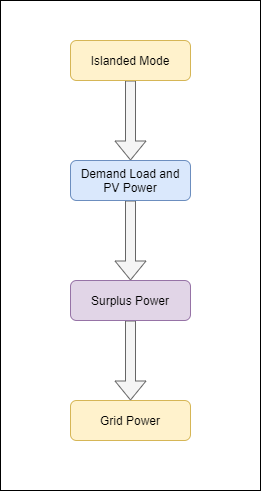 Islanded Mode
Demand Load and
PV Power
Surplus Power
Grid Power